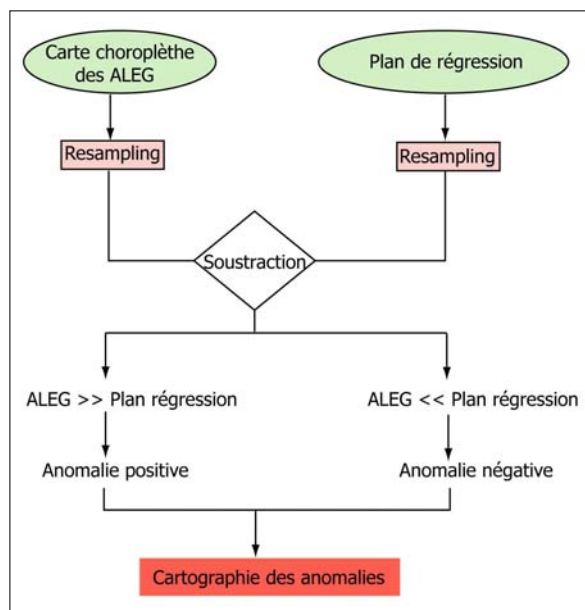 Carte choroplèthe
des ALEG
Plan de régression
Resampling
Resampling
Soustraction
ALEG >> Plan régression
ALEG << Plan régression
Anomalie positive
Anomalie négative
Cartographie des anomalies